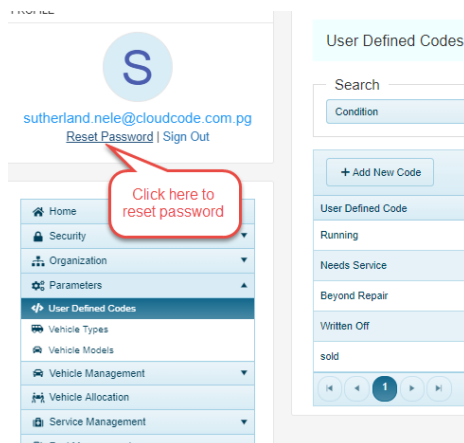 PROFILE
S
sutherland.nele@cloudcode.com.pg
Reset Password | Sign Out
Click here to
reset password
Home
Security
Organization
Parameters
User Defined Codes
Vehicle Types
Vehicle Models
Vehicle Management
Vehicle Allocation
Service Management
User Defined Codes
Search
Condition
+ Add New Code
User Defined Code
Running
Needs Service
Beyond Repair
Written Off
sold
1